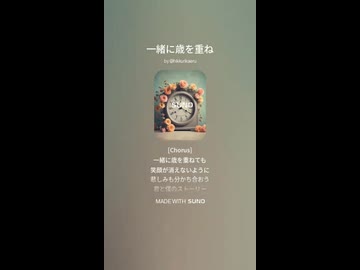 一緒に歳を重ね
SUNO
[Chorus]
一緒に歳を重ねても
笑顔が消えないように
悲しみも分かち合おう
君と僕のストーリー
MADE WITH SUNO